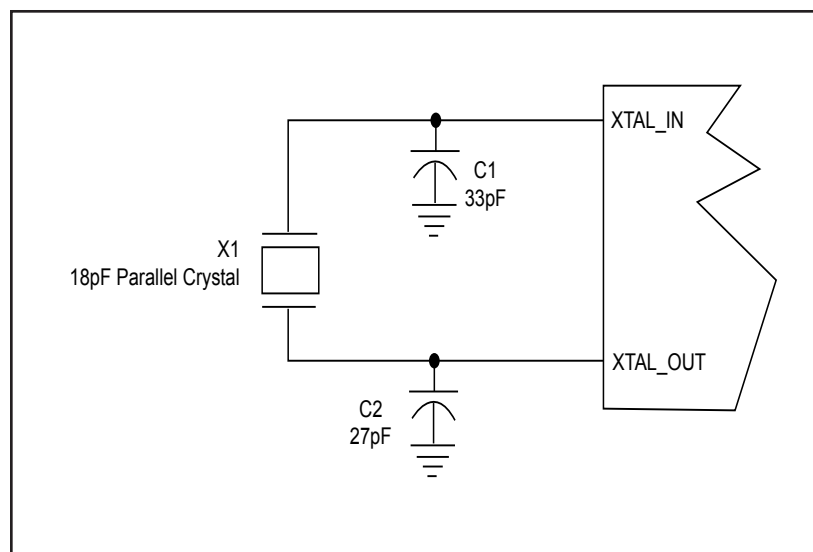 XTAL_IN
C1
33pF
X1
18pF Parallel Crystal
XTAL_OUT
C2
27pF